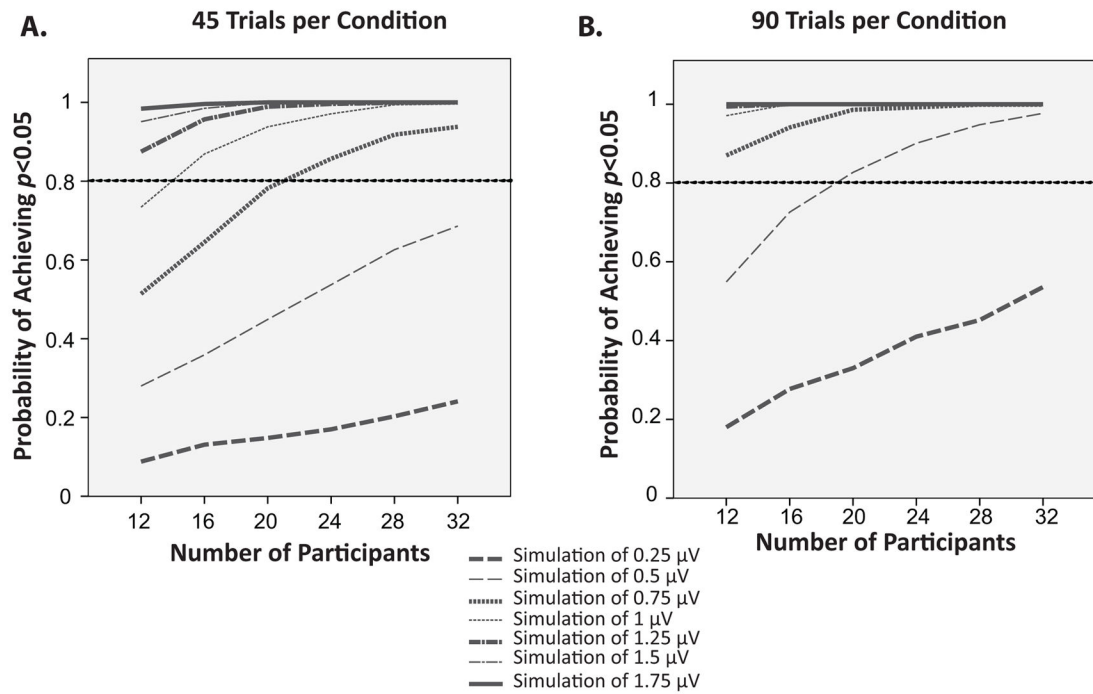 A.
45 Trials per Condition
Probability of Achieving p<0.05
1
0.8
0.6
0.4
0.2
0
12 16 20 24 28 32
Number of Participants
B.
90 Trials per Condition
Probability of Achieving p<0.05
1
0.8
0.6
0.4
0.2
0
12 16 20 24 28 32
Number of Participants
Simulation of 0.25 µV
Simulation of 0.5 µV
Simulation of 0.75 µV
Simulation of 1 µV
Simulation of 1.25 µV
Simulation of 1.5 µV
Simulation of 1.75 µV